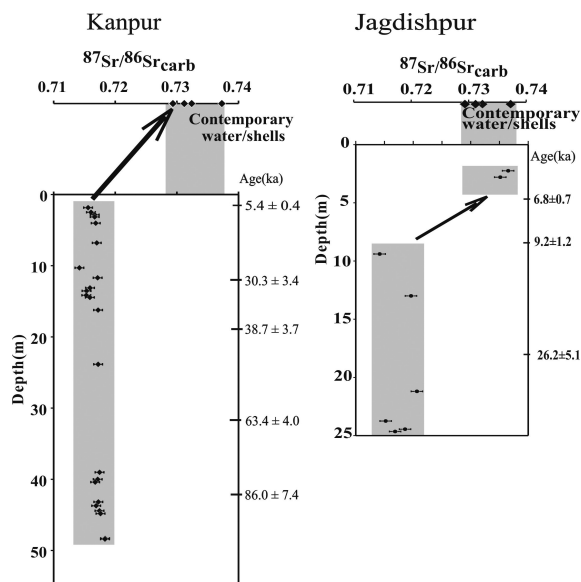 Kanpur
87Sr/86Srcarb
0.71 0.72 0.73 0.74
Contemporary
water/shells
Age(ka)
0
5.4 ± 0.4
10
30.3 ± 3.4
20
38.7 ± 3.7
Depth(m)
30
63.4 ± 4.0
40
86.0 ± 7.4
50
Jagdishpur
87Sr/86Srcarb
0.71 0.72 0.73 0.74
Contemporary
water/shells
0
Age(ka)
5
6.8±0.7
9.2±1.2
10
Depth(m)
15
26.2±5.1
20
25